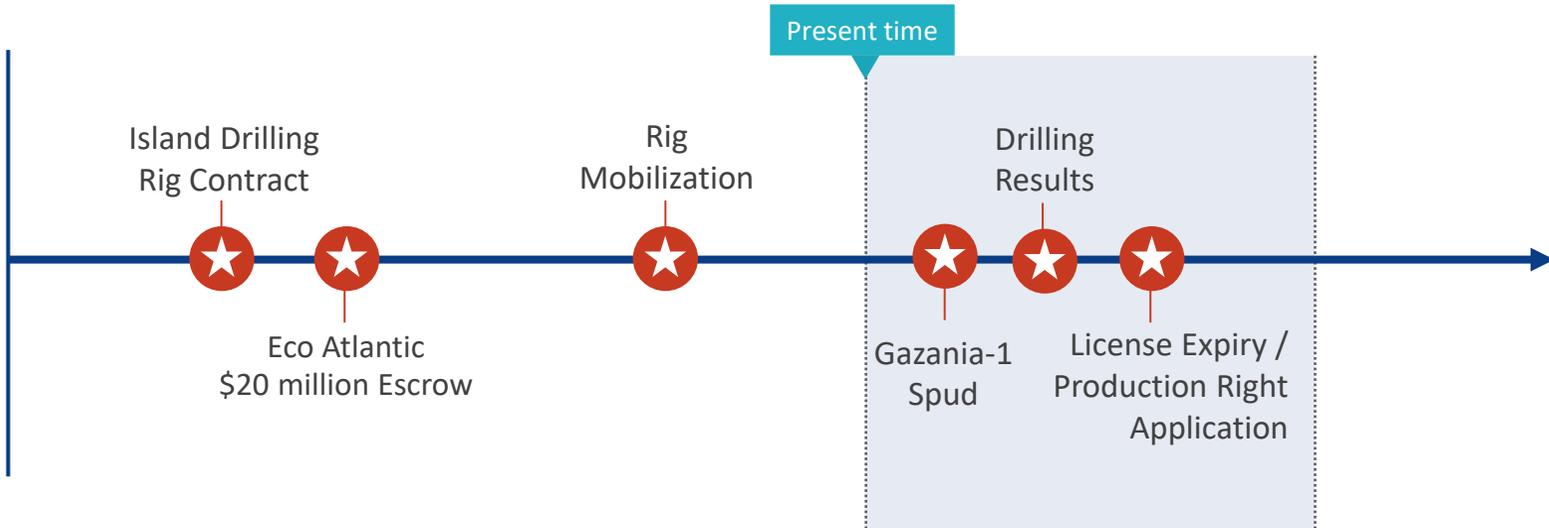 Present time
Island Drilling
Rig Contract
Rig
Mobilization
Drilling
Results
Eco Atlantic
$20 million Escrow
Gazania-1
Spud
License Expiry /
Production Right
Application